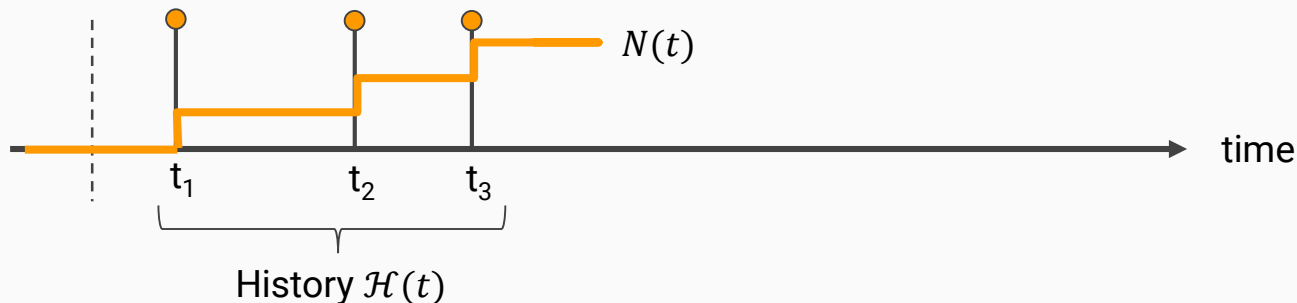 N(t)
time
t₁ t₂ t₃
History ℋ(t)